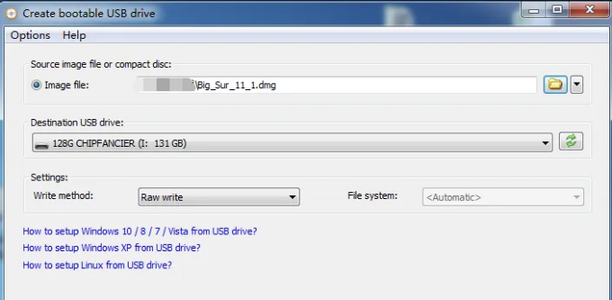 Create bootable USB drive
Options Help
Source image file or compact disc:
Image file: \Big_Sur_11_1.dmg
Destination USB drive:
128G CHIPFANCIER (I: 131 GB)
Settings:
Write method: Raw write File system: <Automatic>
How to setup Windows 10 / 8 / 7 / Vista from USB drive?
How to setup Windows XP from USB drive?
How to setup Linux from USB drive?